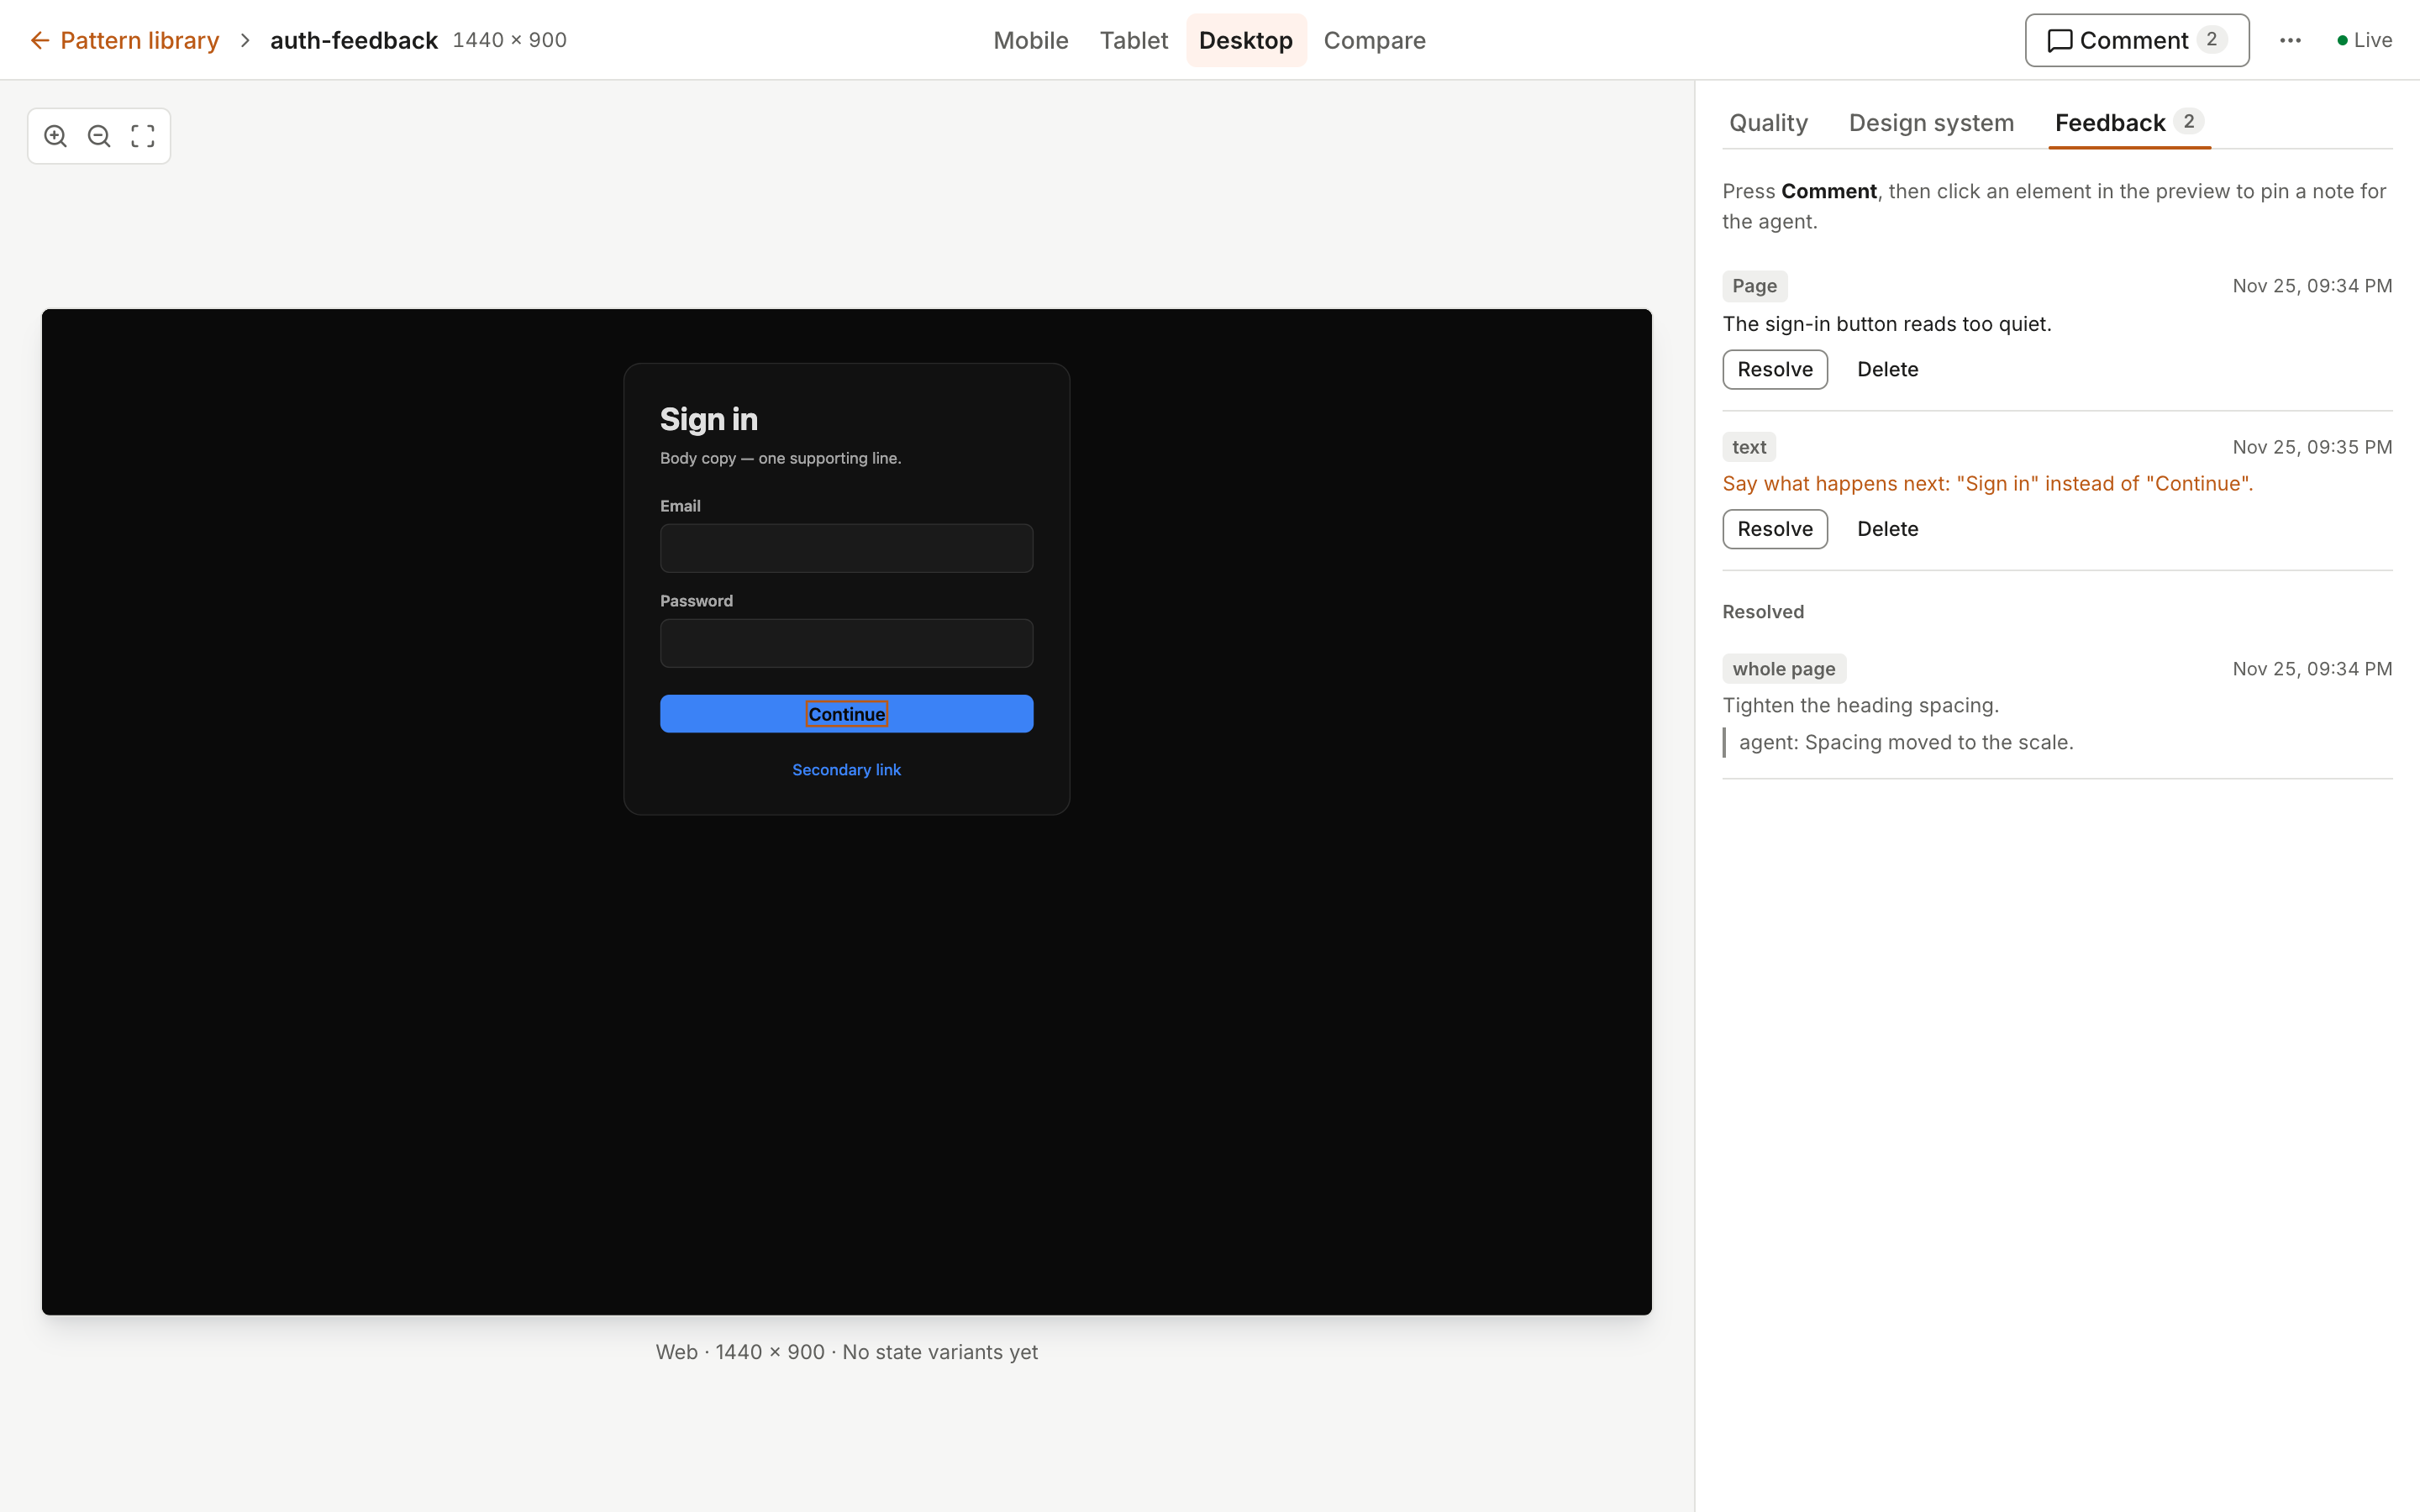 Pattern library
auth-feedback 1440 × 900
Mobile Tablet Desktop Compare
Comment 2
Live
Sign in
Body copy — one supporting line.
Email
Password
Continue
Secondary link
Web · 1440 × 900 · No state variants yet
Quality Design system Feedback 2
Press Comment, then click an element in the preview to pin a note for
the agent.
Page Nov 25, 09:34 PM
The sign-in button reads too quiet.
Resolve Delete
text Nov 25, 09:35 PM
Say what happens next: "Sign in" instead of "Continue".
Resolve Delete
Resolved
whole page Nov 25, 09:34 PM
Tighten the heading spacing.
agent: Spacing moved to the scale.